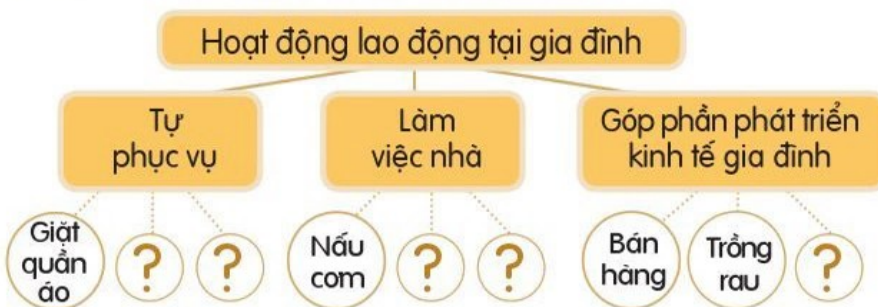 Hoạt động lao động tại gia đình
Tự
phục vụ
Làm
việc nhà
Góp phần phát triển
kinh tế gia đình
Giặt
quần
áo
?
?
Nấu
cơm
?
?
Bán
hàng
Trồng
rau
?